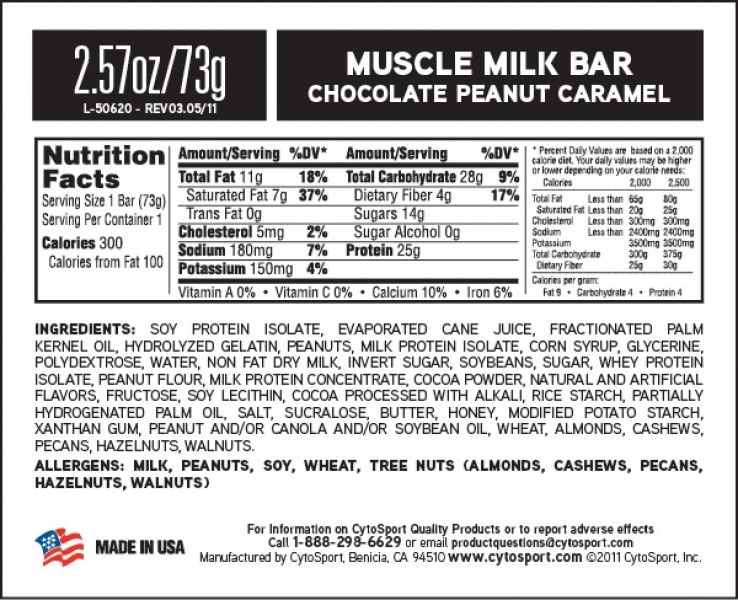 2.57oz/73g
L-50620 - REV03.05/11
MUSCLE MILK BAR
CHOCOLATE PEANUT CARAMEL
Nutrition
Facts
Serving Size 1 Bar (73g)
Serving Per Container 1
Calories 300
Calories from Fat 100
Amount/Serving %DV*
Total Fat 11g 18%
Saturated Fat 7g 37%
Trans Fat 0g
Cholesterol 5mg 2%
Sodium 180mg 7%
Potassium 150mg 4%
Amount/Serving %DV*
Total Carbohydrate 28g 9%
Dietary Fiber 4g 17%
Sugars 14g
Sugar Alcohol 0g
Protein 25g
Vitamin A 0% • Vitamin C 0% • Calcium 10% • Iron 6%
* Percent Daily Values are based on a 2,000
calorie diet. Your daily values may be higher
or lower depending on your calorie needs:
Calories 2,000 2,500
Total Fat Less than 65g 80g
Saturated Fat Less than 20g 25g
Cholesterol Less than 300mg 300mg
Sodium Less than 2400mg 2400mg
Potassium 3500mg 3500mg
Total Carbohydrate 300g 375g
Dietary Fiber 25g 30g
Calories per gram:
Fat 9 • Carbohydrate 4 • Protein 4
INGREDIENTS: SOY PROTEIN ISOLATE, EVAPORATED CANE JUICE, FRACTIONATED PALM
KERNEL OIL, HYDROLYZED GELATIN, PEANUTS, MILK PROTEIN ISOLATE, CORN SYRUP, GLYCERINE,
POLYDEXTROSE, WATER, NON FAT DRY MILK, INVERT SUGAR, SOYBEANS, SUGAR, WHEY PROTEIN
ISOLATE, PEANUT FLOUR, MILK PROTEIN CONCENTRATE, COCOA POWDER, NATURAL AND ARTIFICIAL
FLAVORS, FRUCTOSE, SOY LECITHIN, COCOA PROCESSED WITH ALKALI, RICE STARCH, PARTIALLY
HYDROGENATED PALM OIL, SALT, SUCRALOSE, BUTTER, HONEY, MODIFIED POTATO STARCH,
XANTHAN GUM, PEANUT AND/OR CANOLA AND/OR SOYBEAN OIL, WHEAT, ALMONDS, CASHEWS,
PECANS, HAZELNUTS, WALNUTS.
ALLERGENS: MILK, PEANUTS, SOY, WHEAT, TREE NUTS (ALMONDS, CASHEWS, PECANS,
HAZELNUTS, WALNUTS)
MADE IN USA
For Information on CytoSport Quality Products or to report adverse effects
Call 1-888-298-6629 or email productquestions@cytosport.com
Manufactured by CytoSport, Benicia, CA 94510 www.cytosport.com ©2011 CytoSport, Inc.